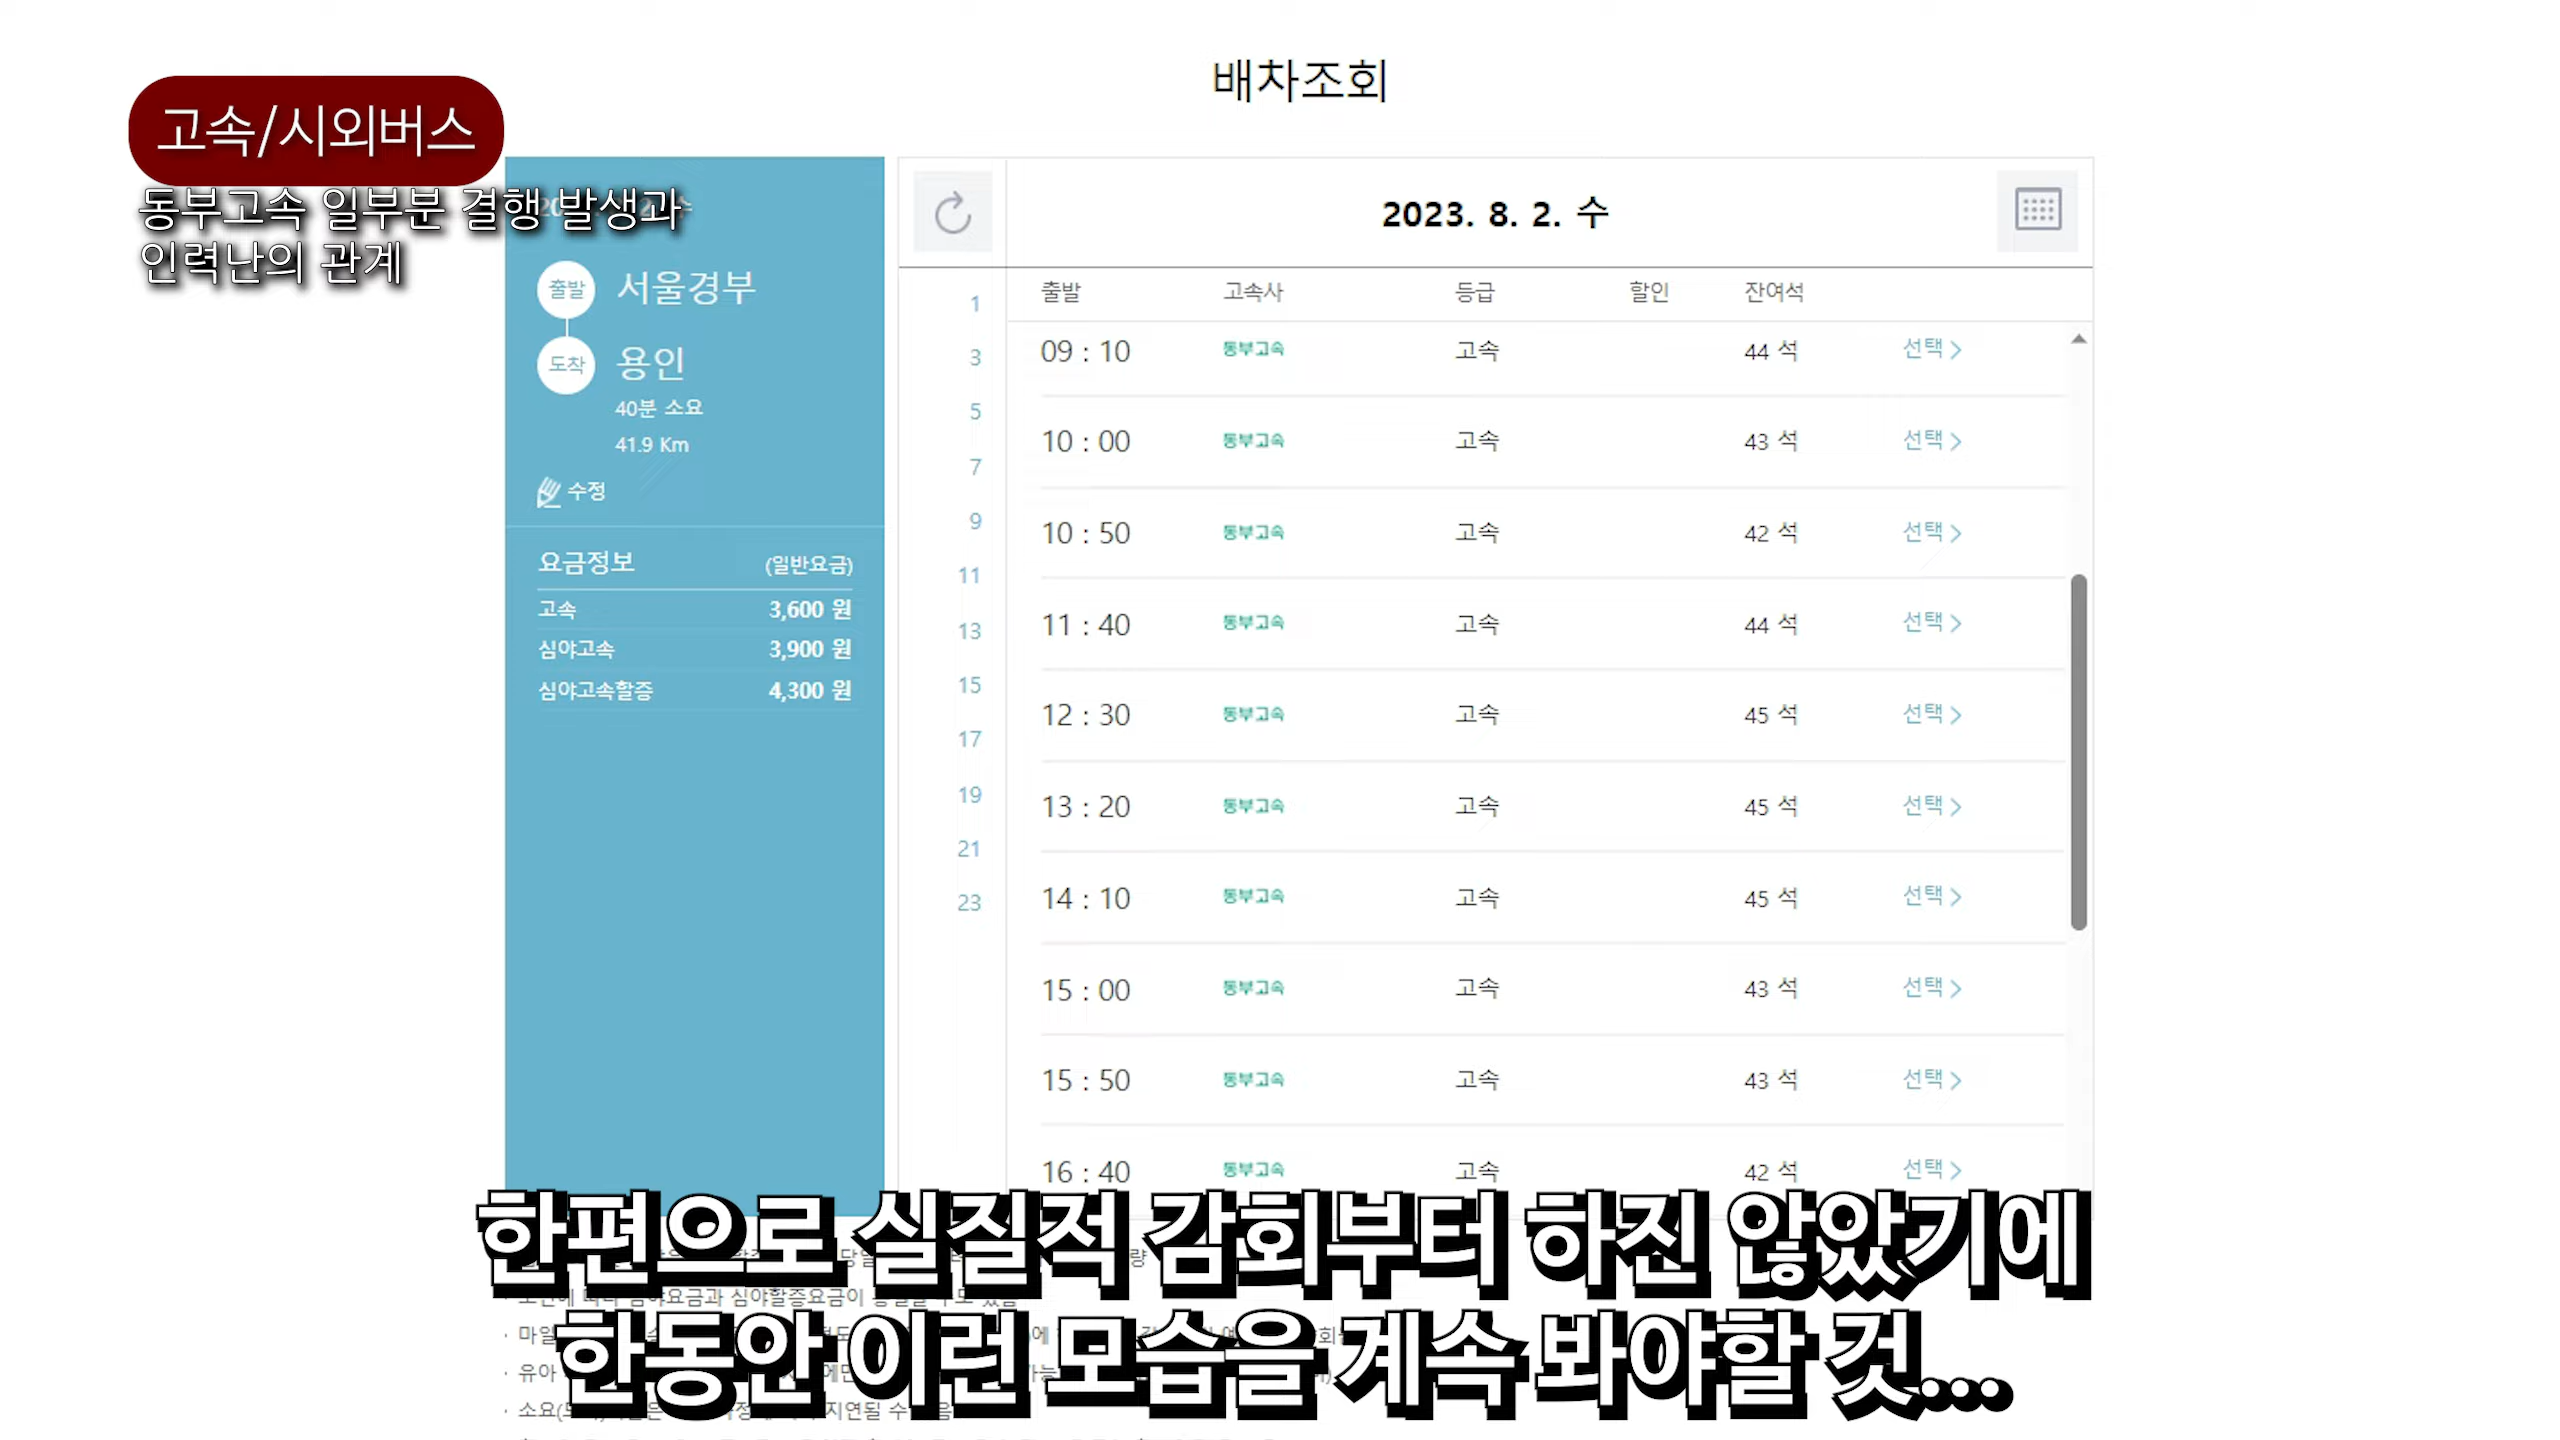 배차조회
고속/시외버스
동부고속 일부분 결행 발생과
인력난의 관계
출발 서울경부
도착 용인
40분 소요
41.9 Km
수정
요금정보 (일반요금)
고속 3,600 원
심야고속 3,900 원
심야고속할증 4,300 원
2023. 8. 2. 수
1
3
5
7
9
11
13
15
17
19
21
23
출발 고속사 등급 할인 잔여석
09 : 10 동부고속 고속 44 석 선택
10 : 00 동부고속 고속 43 석 선택
10 : 50 동부고속 고속 42 석 선택
11 : 40 동부고속 고속 44 석 선택
12 : 30 동부고속 고속 45 석 선택
13 : 20 동부고속 고속 45 석 선택
14 : 10 동부고속 고속 45 석 선택
15 : 00 동부고속 고속 43 석 선택
15 : 50 동부고속 고속 43 석 선택
16 : 40 동부고속 고속 42 석 선택
한편으로 실질적 감회부터 하진 않았기에
한동안 이런 모습을 계속 봐야할 것...